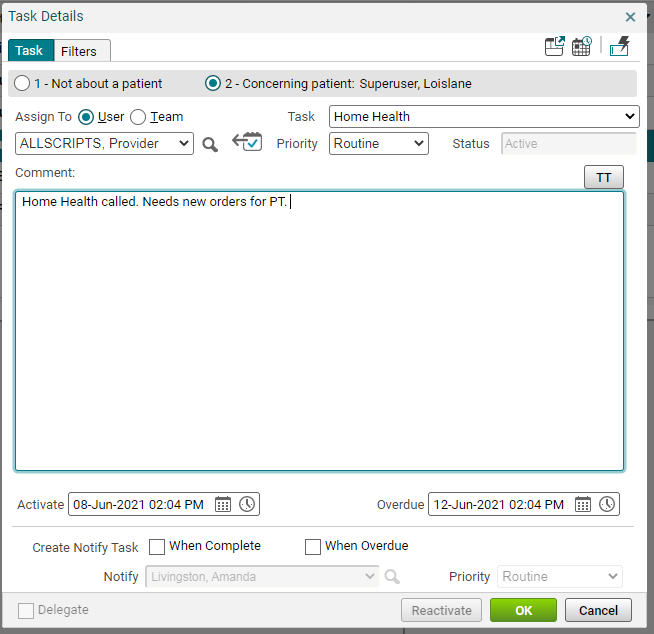 Task Details
Task Filters
1 - Not about a patient 2 - Concerning patient: Superuser, Loislane
Assign To User Team Task Home Health
ALLSCRIPTS, Provider Priority Routine Status Active
Comment: TT
Home Health called. Needs new orders for PT.
Activate 08-Jun-2021 02:04 PM Overdue 12-Jun-2021 02:04 PM
Create Notify Task When Complete When Overdue
Notify Livingston, Amanda Priority Routine
Delegate Reactivate OK Cancel